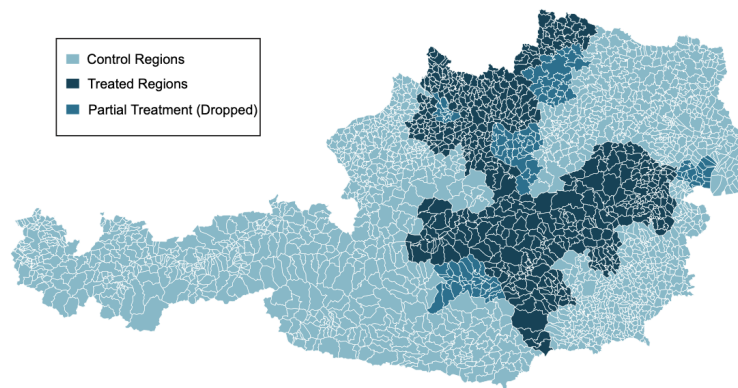 Control Regions
Treated Regions
Partial Treatment (Dropped)